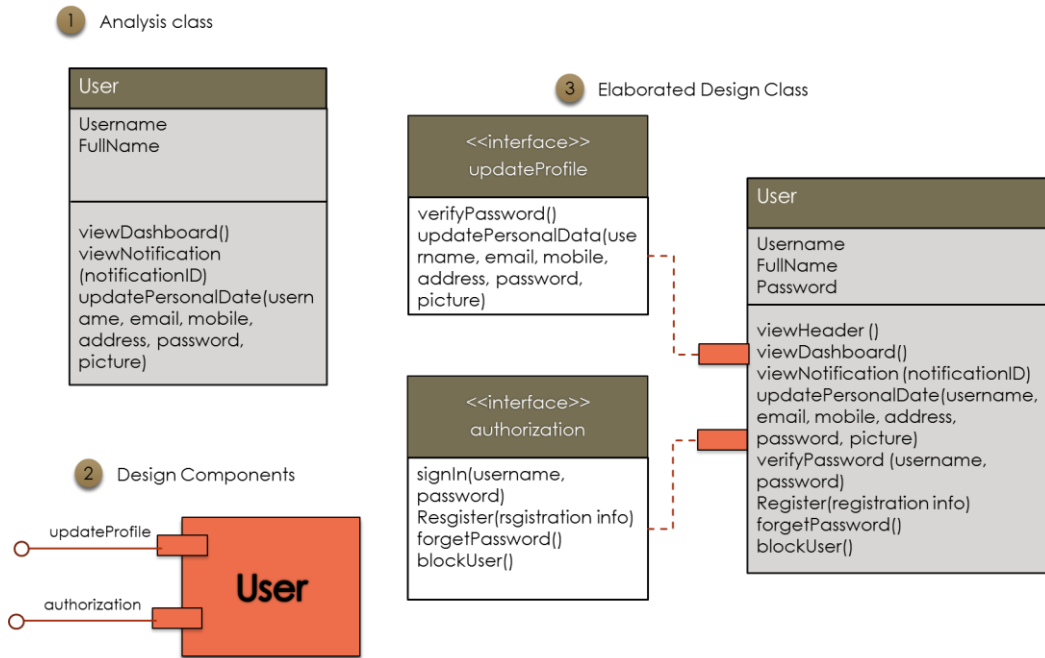 1 Analysis class
User
Username
FullName
viewDashboard()
viewNotification
(notificationID)
updatePersonalDate(usern
ame, email, mobile,
address, password,
picture)
2 Design Components
updateProfile
authorization
User
3 Elaborated Design Class
<<interface>>
updateProfile
verifyPassword()
updatePersonalData(use
rname, email, mobile,
address, password,
picture)
<<interface>>
authorization
signIn(username,
password)
Resgister(rsgistration info)
forgetPassword()
blockUser()
User
Username
FullName
Password
viewHeader ()
viewDashboard()
viewNotification (notificationID)
updatePersonalDate(username,
email, mobile, address,
password, picture)
verifyPassword (username,
password)
Register(registration info)
forgetPassword()
blockUser()